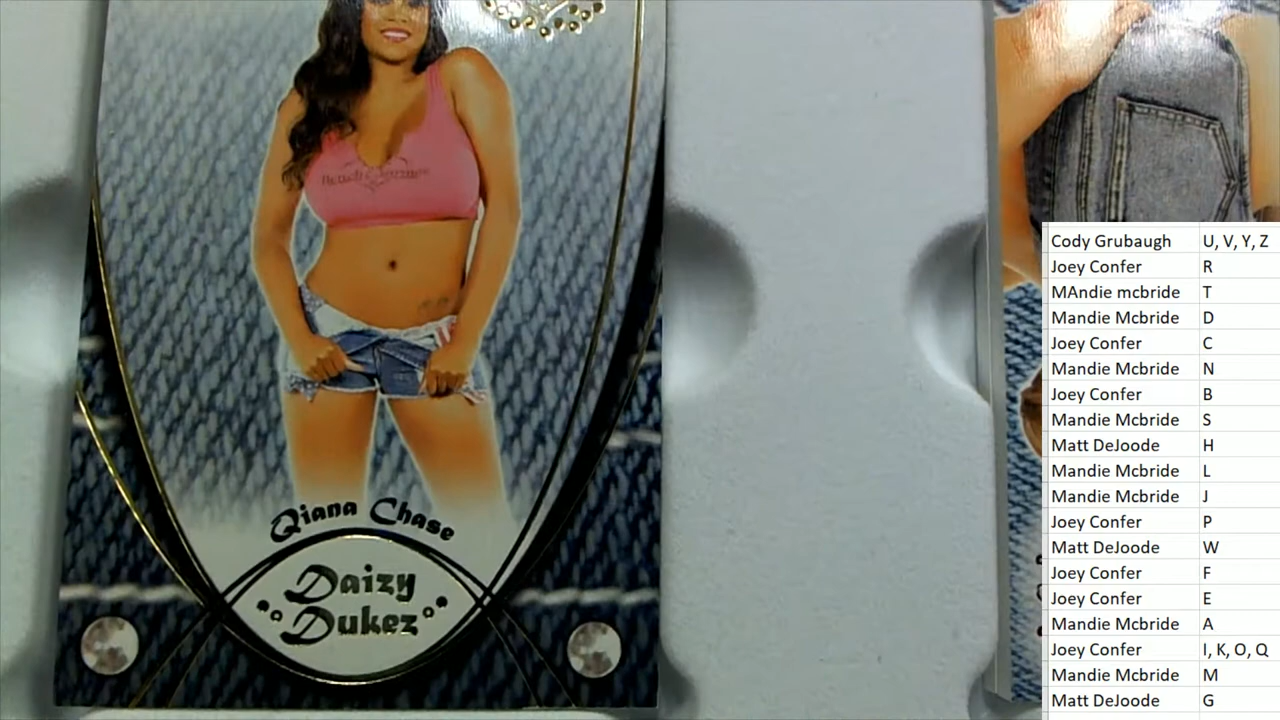 Bench Warmer
Qiana Chase
Daizy
Dukez
Cody Grubaugh U, V, Y, Z
Joey Confer R
MAndie mcbride T
Mandie Mcbride D
Joey Confer C
Mandie Mcbride N
Joey Confer B
Mandie Mcbride S
Matt DeJoode H
Mandie Mcbride L
Mandie Mcbride J
Joey Confer P
Matt DeJoode W
Joey Confer F
Joey Confer E
Mandie Mcbride A
Joey Confer I, K, O, Q
Mandie Mcbride M
Matt DeJoode G